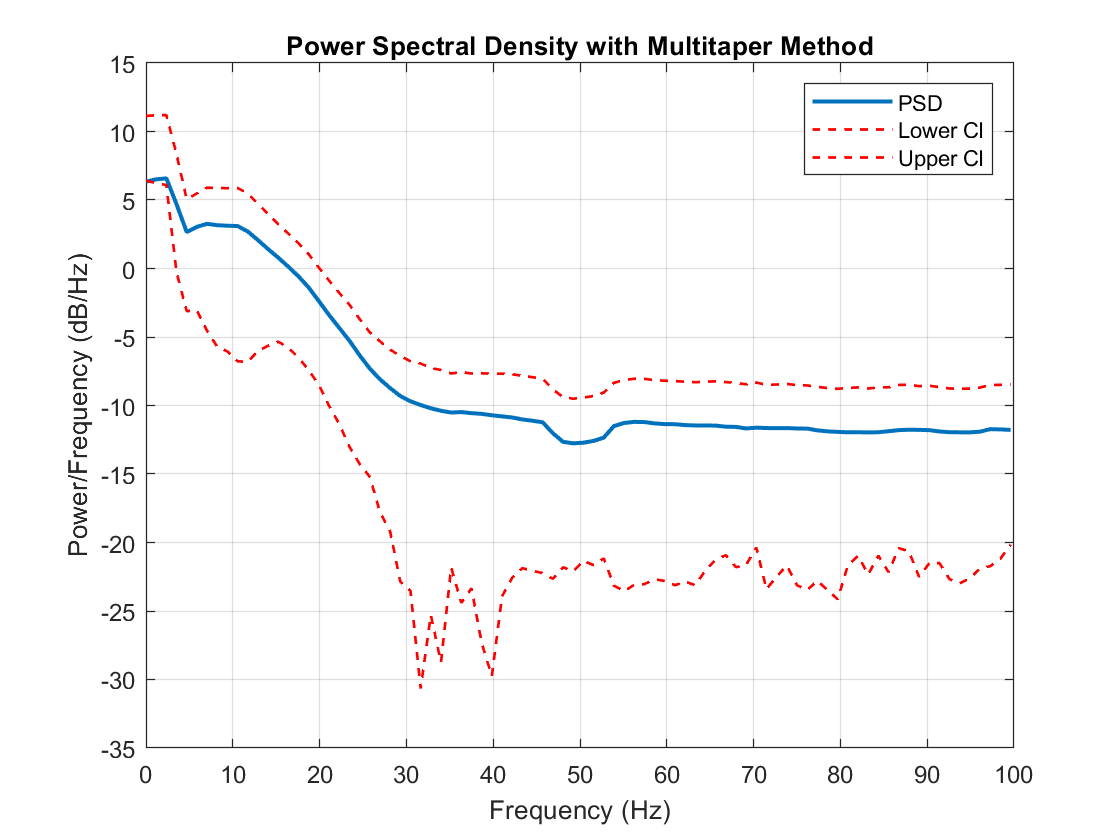 Power Spectral Density with Multitaper Method
15
10
5
0
-5
-10
-15
-20
-25
-30
-35
Power/Frequency (dB/Hz)
PSD
Lower CI
Upper CI
0 10 20 30 40 50 60 70 80 90 100
Frequency (Hz)